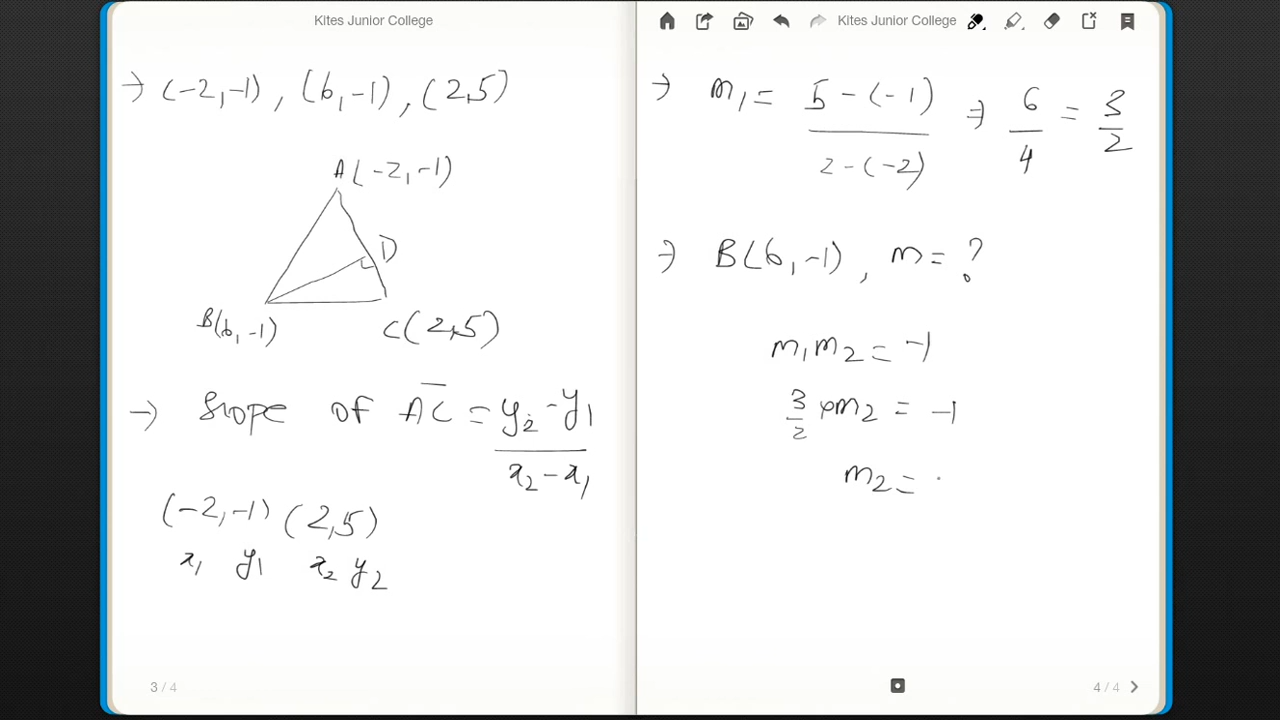 Kites Junior College
→ (-2,-1), (6,-1), (2,5)
A(-2,-1)
D
B(6,-1)
C(2,5)
→ Slope of A̅C̅ = y₂-y₁ / x₂-x₁
(-2,-1) (2,5)
x₁ y₁ x₂ y₂
3 / 4
Kites Junior College
→ m₁ = 5-(-1) / 2-(-2) ⇒ 6/4 = 3/2
→ B(6,-1), m = ?
m₁m₂ = -1
3/2 × m₂ = -1
m₂ =
4 / 4